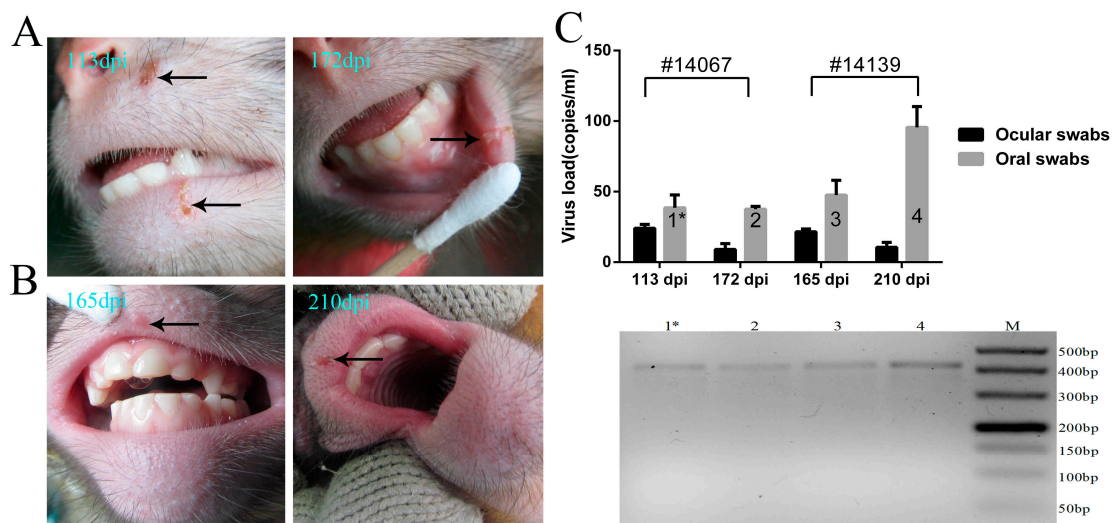 A
113dpi
172dpi
B
165dpi
210dpi
C
Virus load(copies/ml)
150
100
50
0
#14067
#14139
1*
2
3
4
113 dpi
172 dpi
165 dpi
210 dpi
Ocular swabs
Oral swabs
1*
2
3
4
M
500bp
400bp
300bp
200bp
150bp
100bp
50bp